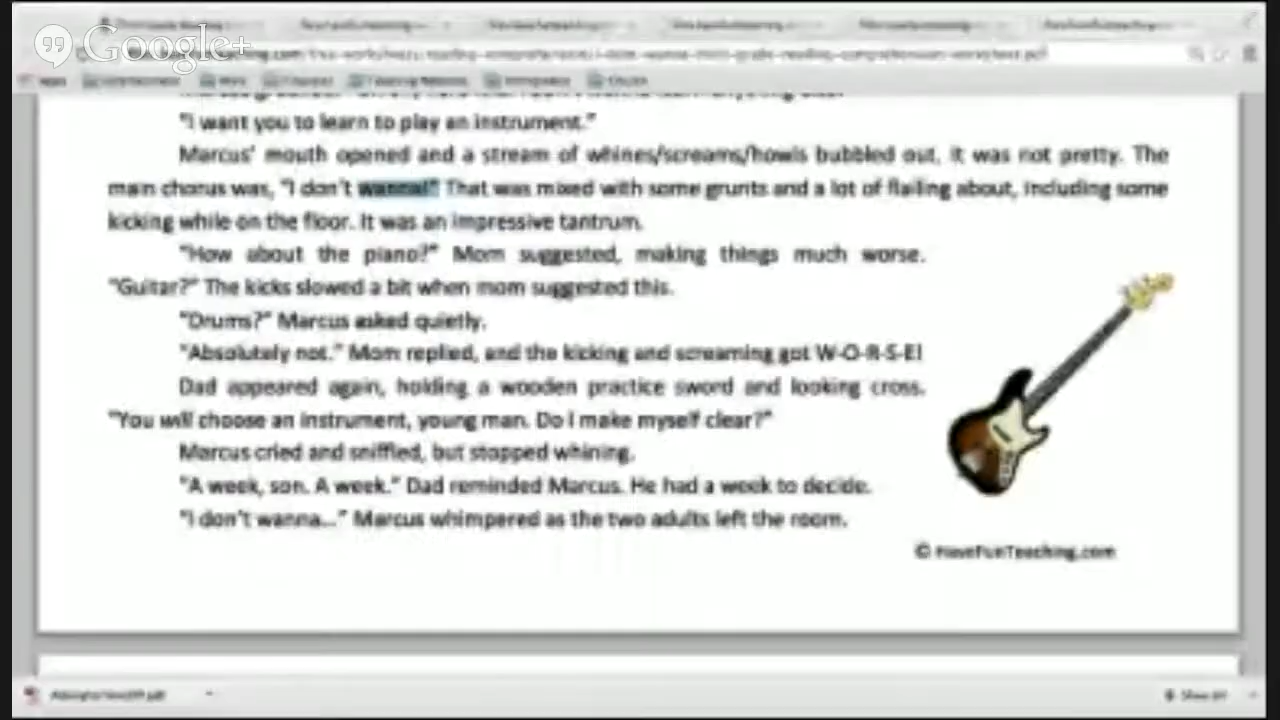 Google+
"I want you to learn to play an instrument."
Marcus' mouth opened and a stream of whines/screams/howls bubbled out. It was not pretty. The
main chorus was, "I don't wanna!" That was mixed with some grunts and a lot of flailing about, including some
kicking while on the floor. It was an impressive tantrum.
"How about the piano?" Mom suggested, making things much worse.
"Guitar?" The kicks slowed a bit when mom suggested this.
"Drums?" Marcus asked quietly.
"Absolutely not." Mom replied, and the kicking and screaming got W-O-R-S-E!
Dad appeared again, holding a wooden practice sword and looking cross.
"You will choose an instrument, young man. Do I make myself clear?"
Marcus cried and sniffled, but stopped whining.
"A week, son. A week." Dad reminded Marcus. He had a week to decide.
"I don't wanna..." Marcus whimpered as the two adults left the room.
© HaveFunTeaching.com